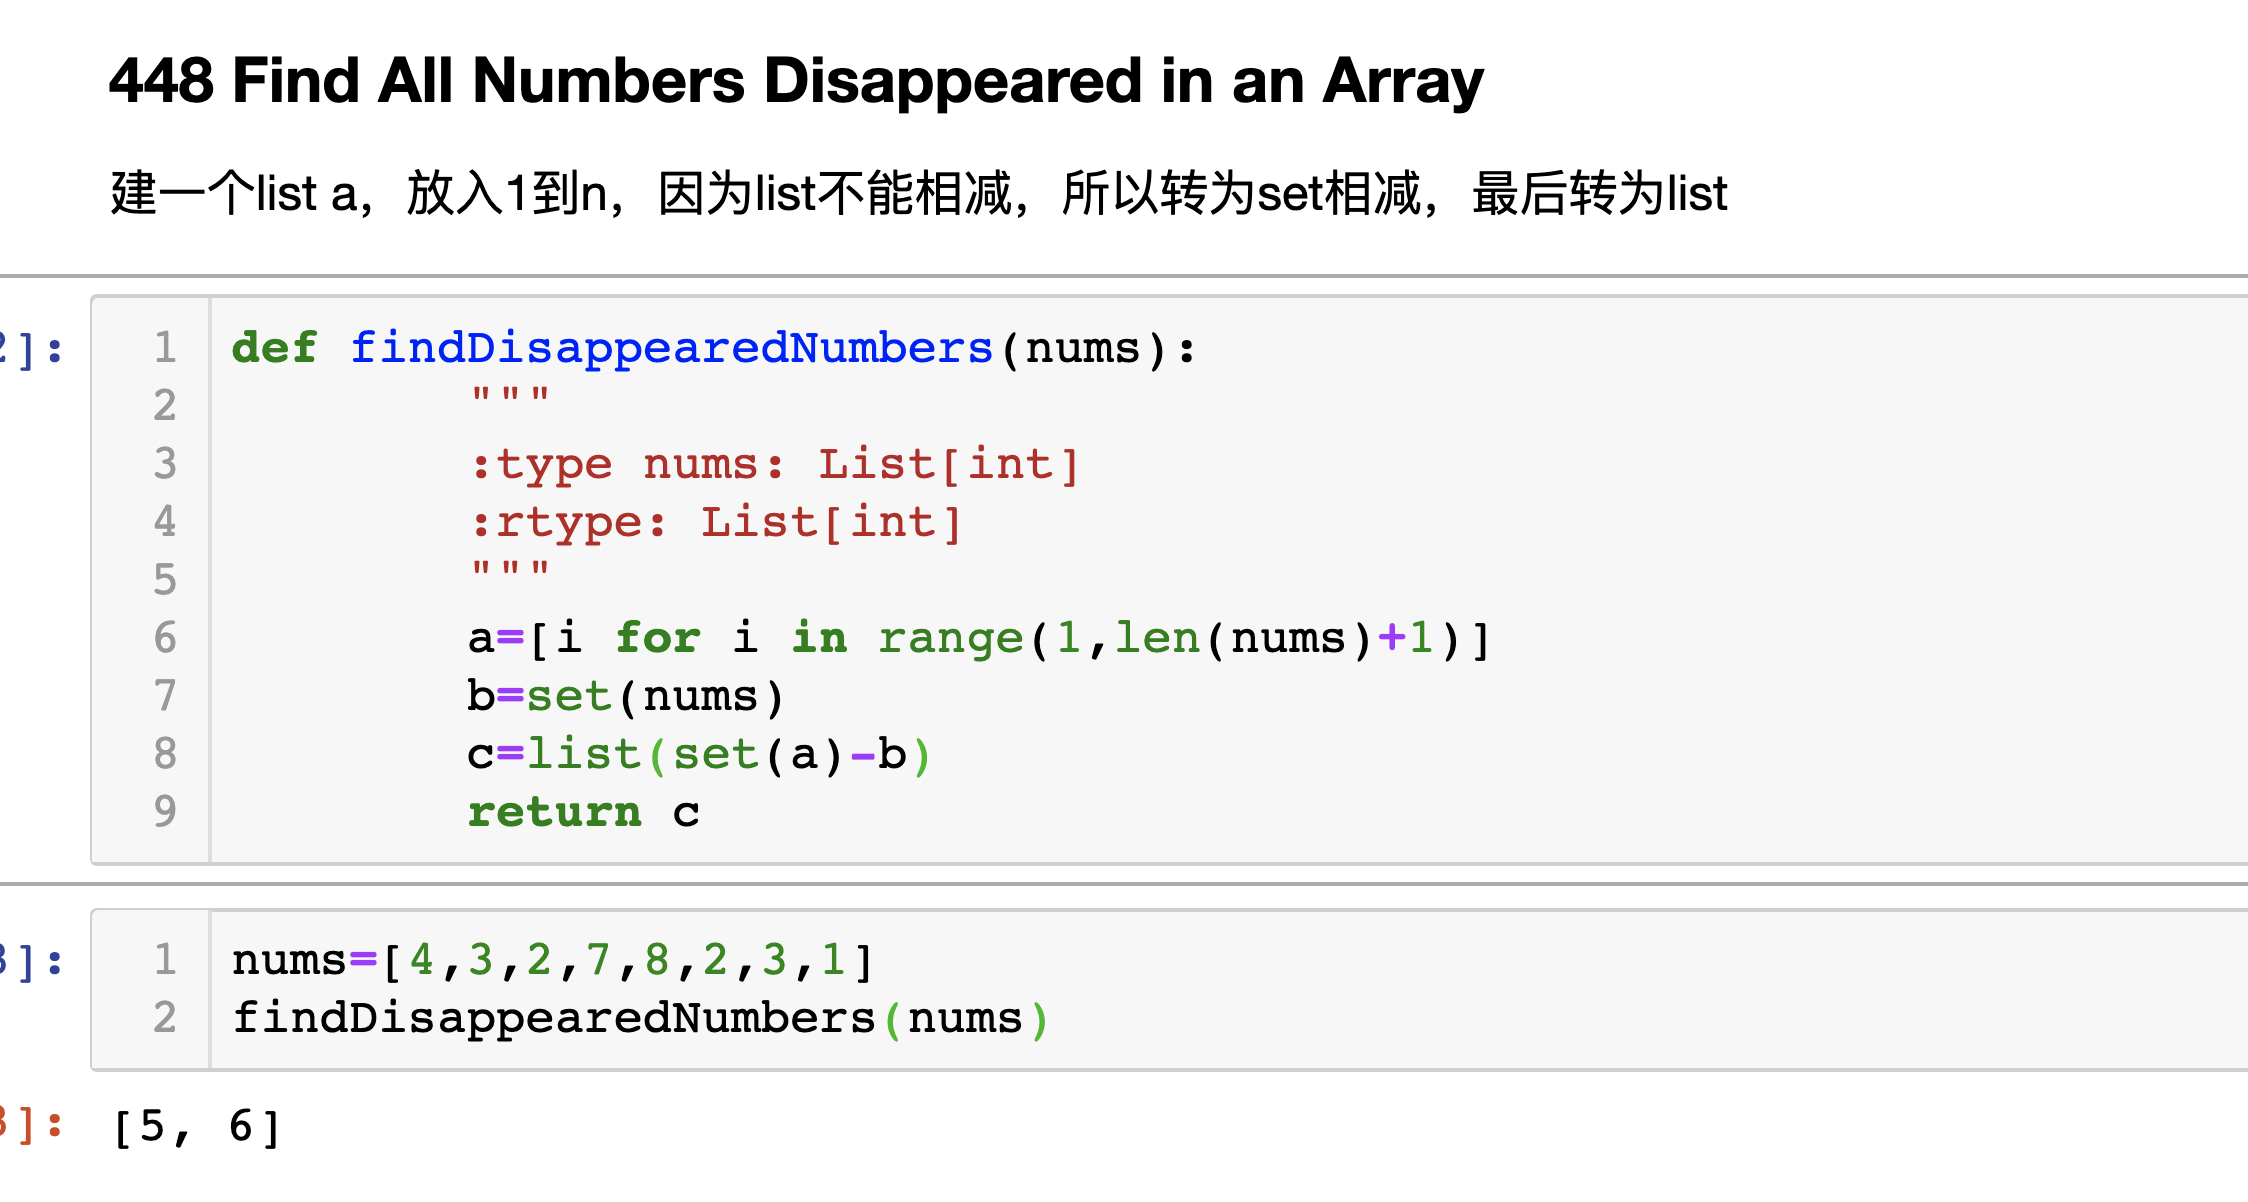 448 Find All Numbers Disappeared in an Array
建一个list a，放入1到n，因为list不能相减，所以转为set相减，最后转为list
2]:
1 def findDisappearedNumbers(nums):
2 """
3 :type nums: List[int]
4 :rtype: List[int]
5 """
6 a=[i for i in range(1,len(nums)+1)]
7 b=set(nums)
8 c=list(set(a)-b)
9 return c
3]:
1 nums=[4,3,2,7,8,2,3,1]
2 findDisappearedNumbers(nums)
3]: [5, 6]